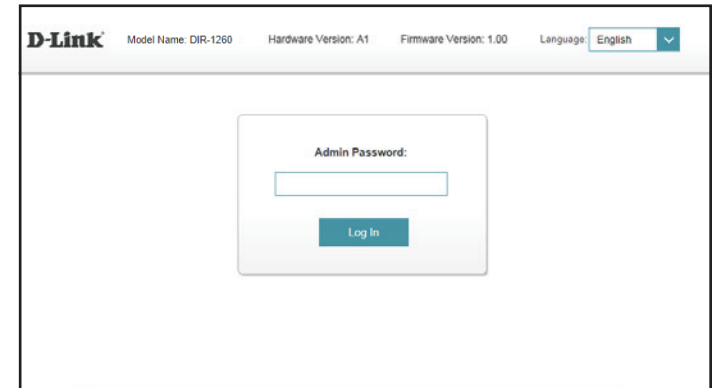 D-Link Model Name: DIR-1260 Hardware Version: A1 Firmware Version: 1.00 Language: English
Admin Password:
Log In